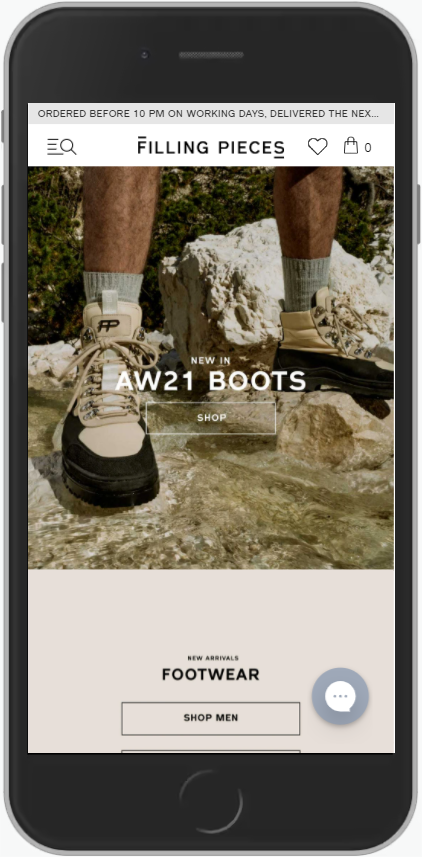 ORDERED BEFORE 10 PM ON WORKING DAYS, DELIVERED THE NEX...
FILLING PIECES
0
FP
NEW IN
AW21 BOOTS
SHOP
NEW ARRIVALS
FOOTWEAR
SHOP MEN